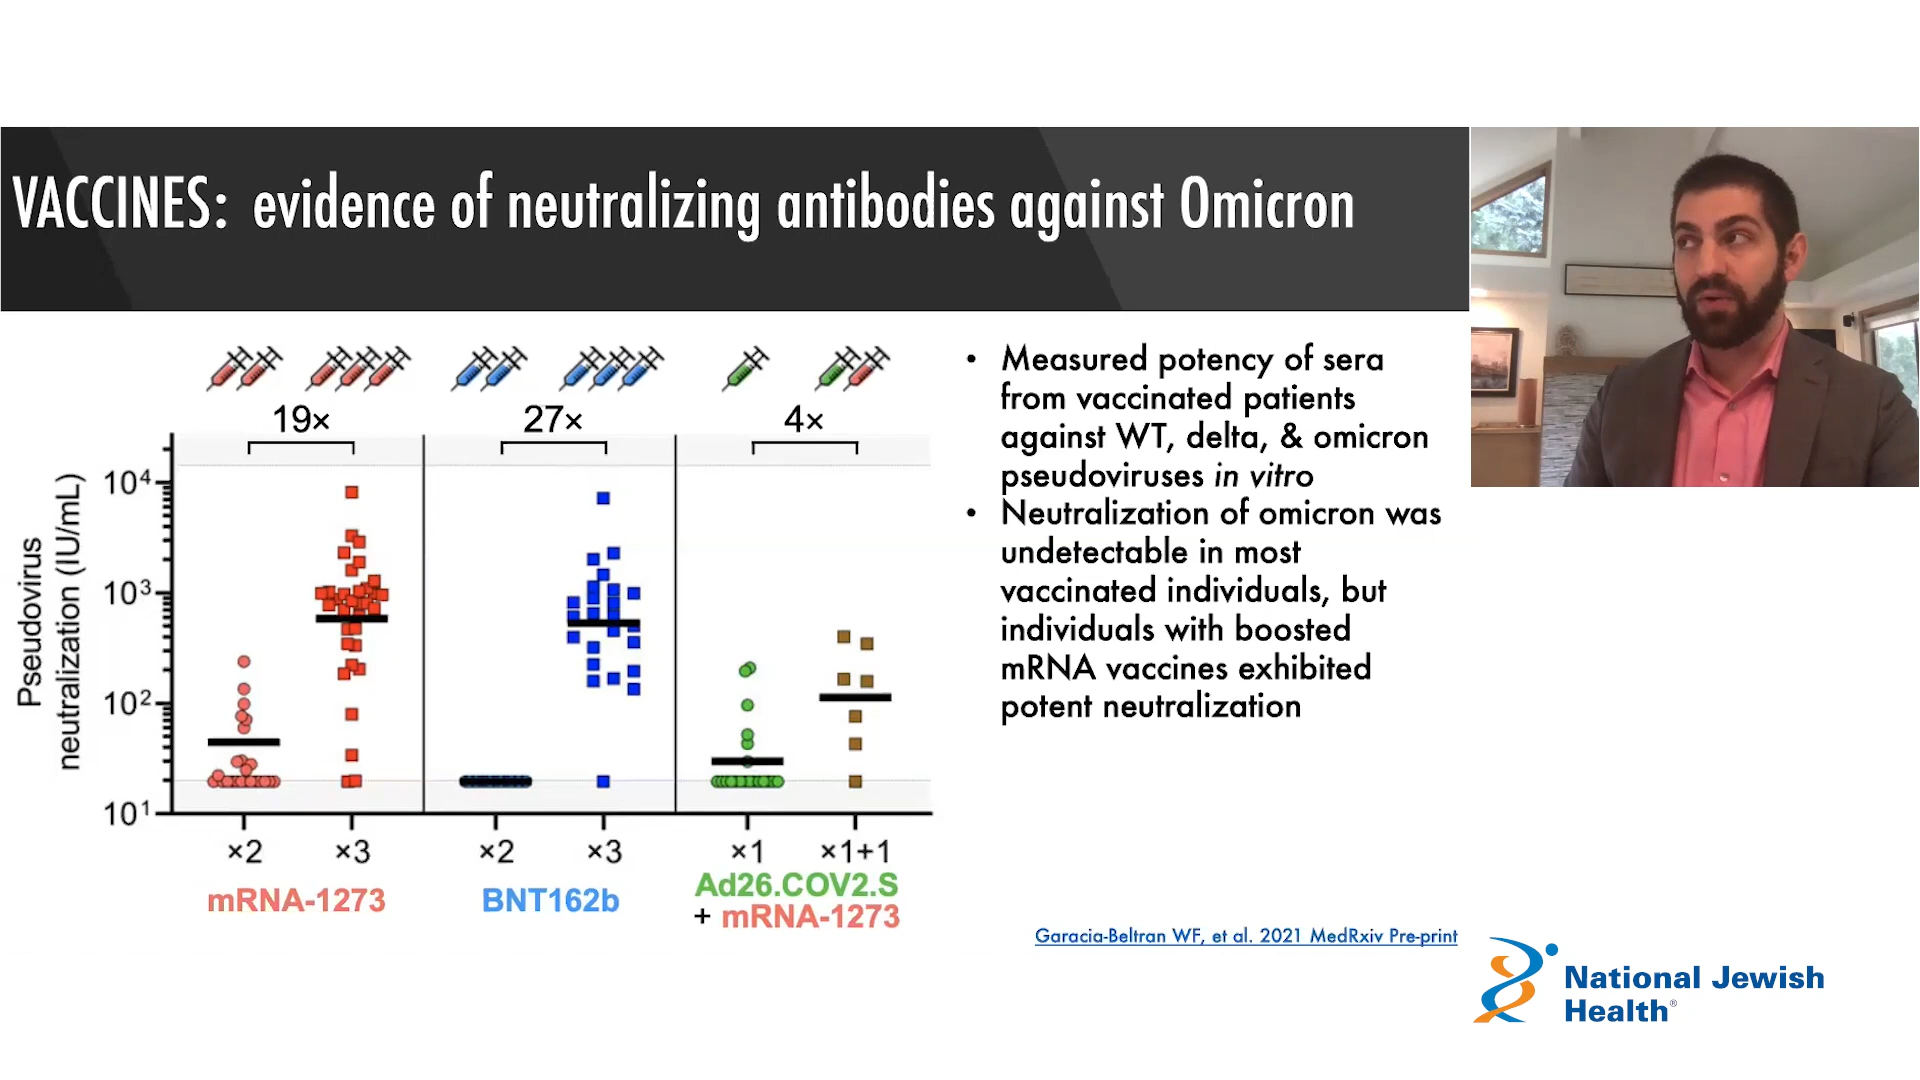 VACCINES: evidence of neutralizing antibodies against Omicron
19×
27×
4×
Pseudovirus
neutralization (IU/mL)
10⁴
10³
10²
10¹
×2
×3
×2
×3
×1
×1+1
mRNA-1273
BNT162b
Ad26.COV2.S
+ mRNA-1273
• Measured potency of sera
from vaccinated patients
against WT, delta, & omicron
pseudoviruses in vitro
• Neutralization of omicron was
undetectable in most
vaccinated individuals, but
individuals with boosted
mRNA vaccines exhibited
potent neutralization
Garacia-Beltran WF, et al. 2021 MedRxiv Pre-print
National Jewish
Health®